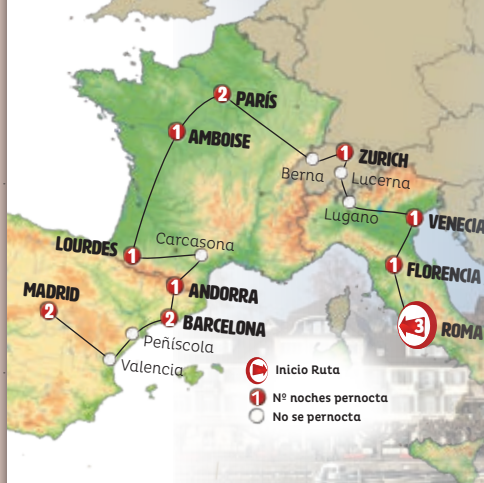 2 PARÍS
1 AMBOISE
1 ZURICH
Berna
Lucerna
Lugano
1 VENECIA
LOURDES 1
Carcasona
1 FLORENCIA
MADRID
2
1 ANDORRA
2 BARCELONA
3 ROMA
Peñíscola
Valencia
Inicio Ruta
1 Nº noches pernocta
No se pernocta